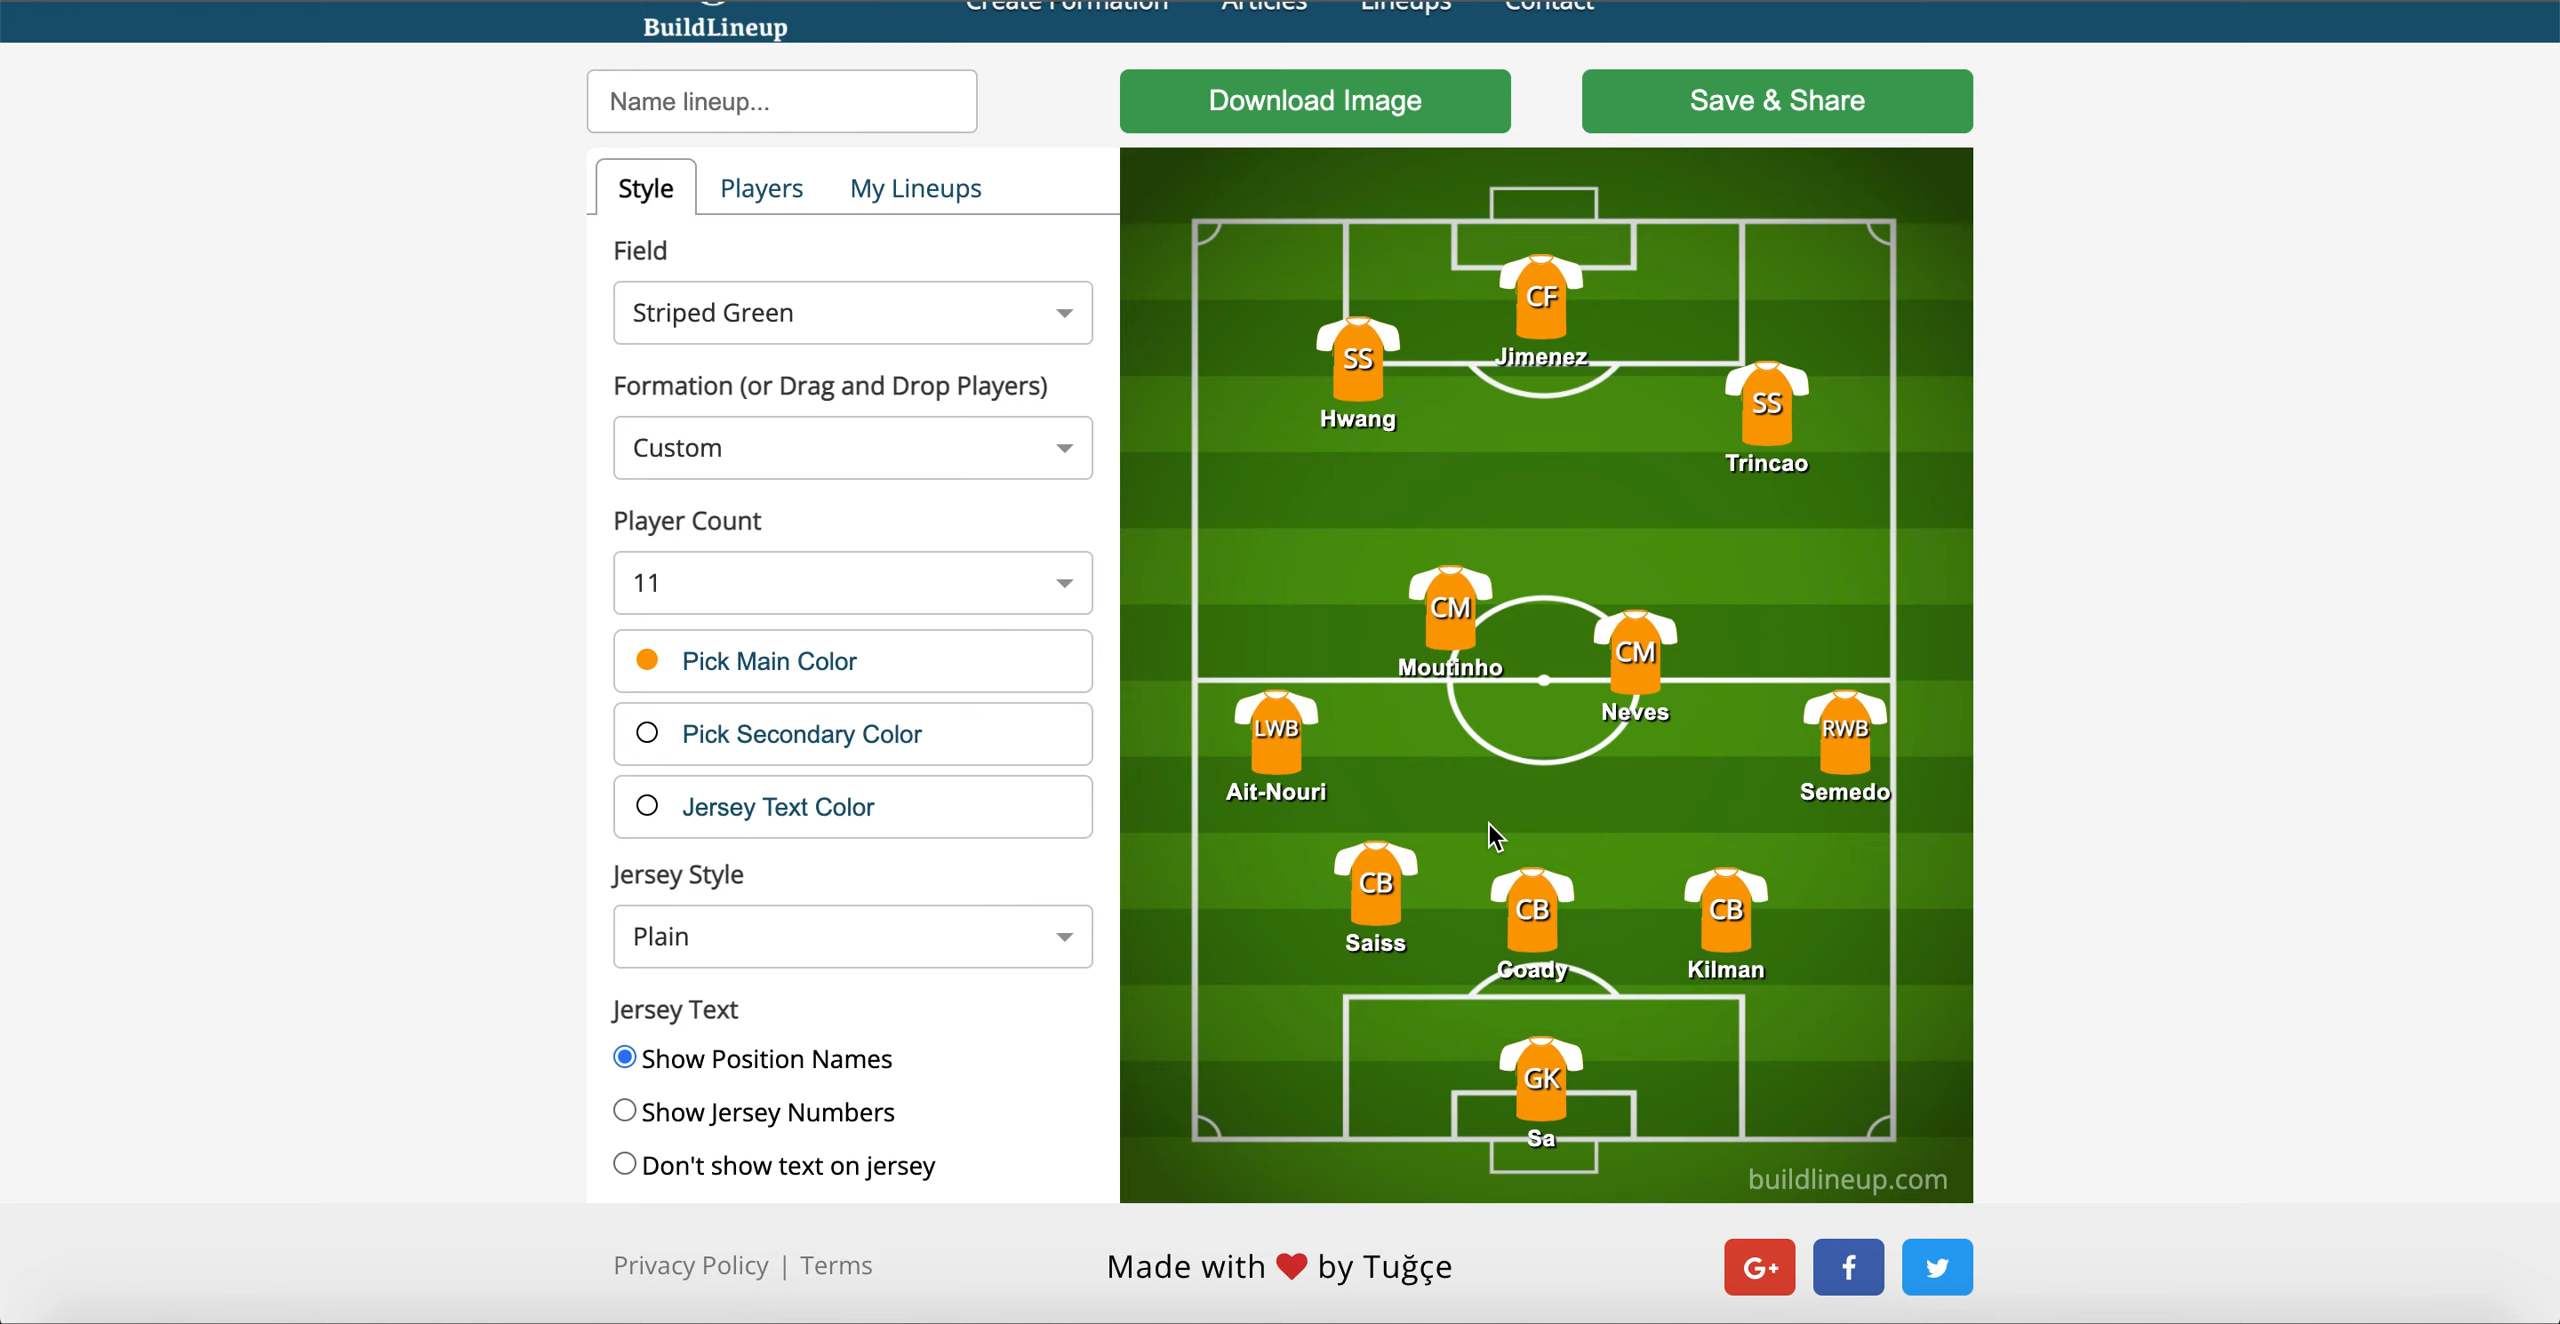 Create Formation
Articles
Lineups
Contact
BuildLineup
Name lineup...
Download Image
Save & Share
Style
Players
My Lineups
Field
Striped Green
Formation (or Drag and Drop Players)
Custom
Player Count
11
Pick Main Color
Pick Secondary Color
Jersey Text Color
Jersey Style
Plain
Jersey Text
Show Position Names
Show Jersey Numbers
Don't show text on jersey
CF
Jimenez
SS
Hwang
SS
Trincao
CM
Moutinho
CM
Neves
LWB
Ait-Nouri
RWB
Semedo
CB
Saiss
CB
Coady
CB
Kilman
GK
Sa
buildlineup.com
Privacy Policy | Terms
Made with ❤ by Tuğçe
G+
f